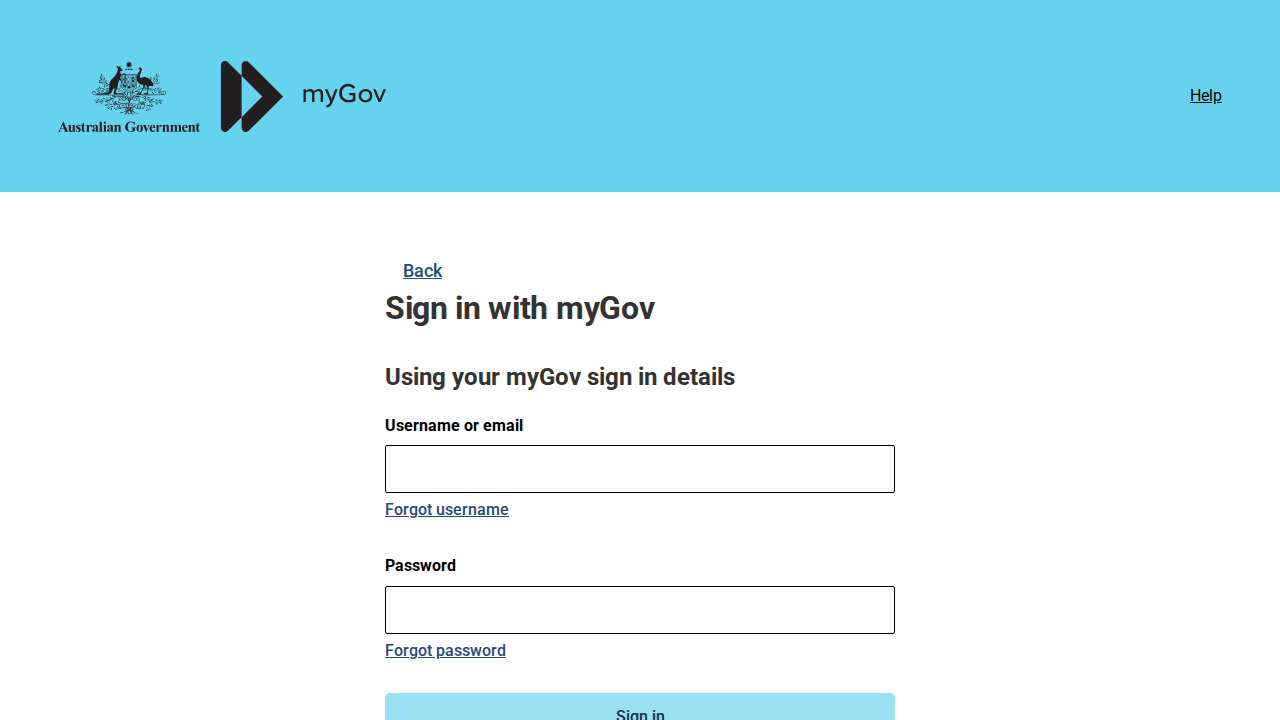 Australian Government
myGov
Help
Back
Sign in with myGov
Using your myGov sign in details
Username or email
Forgot username
Password
Forgot password
Sign in